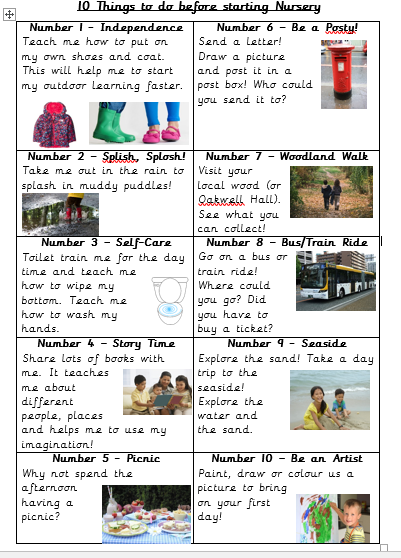 10 Things to do before starting Nursery
Number 1 – Independence
Teach me how to put on
my own shoes and coat.
This will help me to start
my outdoor learning faster.
Number 6 – Be a Posty!
Send a letter!
Draw a picture
and post it in a
post box! Who could
you send it to?
Number 2 – Splish, Splosh!
Take me out in the rain to
splash in muddy puddles!
Number 7 – Woodland Walk
Visit your
local wood (or
Oakwell Hall).
See what you
can collect!
Number 3 – Self-Care
Toilet train me for the day
time and teach me
how to wipe my
bottom. Teach me
how to wash my
hands.
Number 8 – Bus/Train Ride
Go on a bus or
train ride!
Where could
you go? Did
you have to
buy a ticket?
Number 4 – Story Time
Share lots of books with
me. It teaches
me about
different
people, places
and helps me to use my
imagination!
Number 9 – Seaside
Explore the sand! Take a day
trip to the
seaside!
Explore the
water and
the sand.
Number 5 – Picnic
Why not spend the
afternoon
having a
picnic?
Number 10 – Be an Artist
Paint, draw or colour us a
picture to bring
on your first
day!